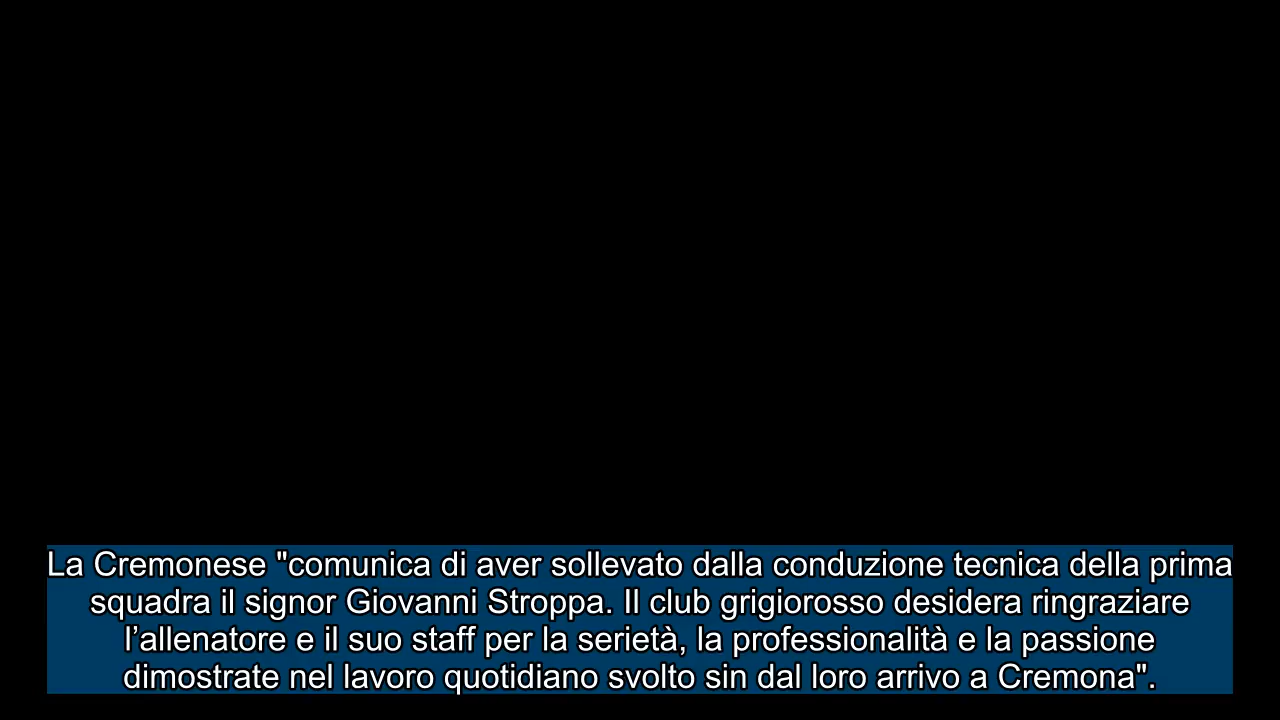 La Cremonese "comunica di aver sollevato dalla conduzione tecnica della prima
squadra il signor Giovanni Stroppa. Il club grigiorosso desidera ringraziare
l’allenatore e il suo staff per la serietà, la professionalità e la passione
dimostrate nel lavoro quotidiano svolto sin dal loro arrivo a Cremona".